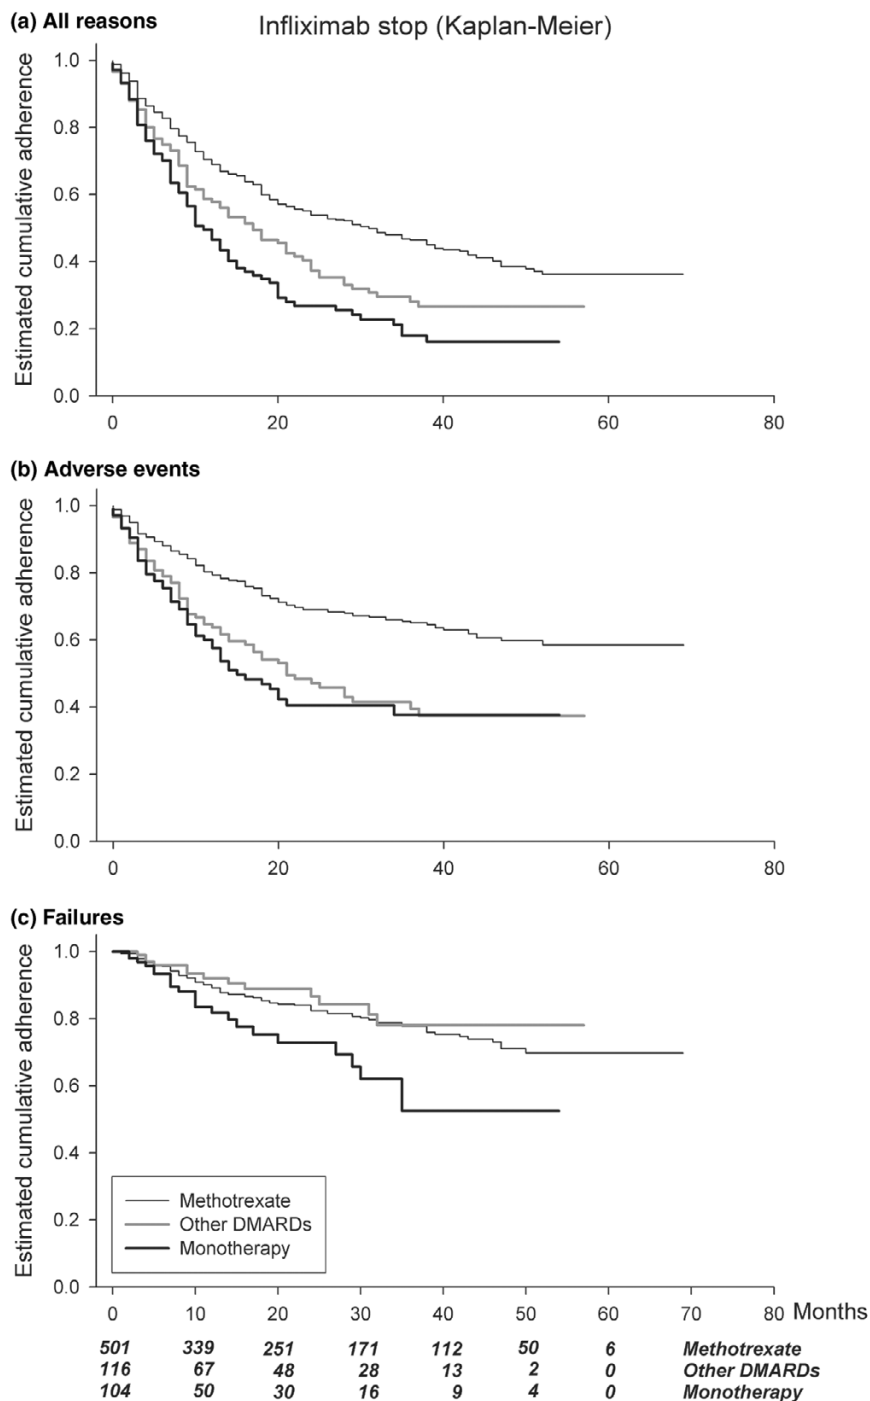 (a) All reasons
Infliximab stop (Kaplan-Meier)
Estimated cumulative adherence
1.0
0.8
0.6
0.4
0.2
0.0
0 20 40 60 80
(b) Adverse events
Estimated cumulative adherence
1.0
0.8
0.6
0.4
0.2
0.0
0 20 40 60 80
(c) Failures
Estimated cumulative adherence
1.0
0.8
0.6
0.4
0.2
0.0
Methotrexate
Other DMARDs
Monotherapy
0 10 20 30 40 50 60 70 80 Months
501 339 251 171 112 50 6 Methotrexate
116 67 48 28 13 2 0 Other DMARDs
104 50 30 16 9 4 0 Monotherapy